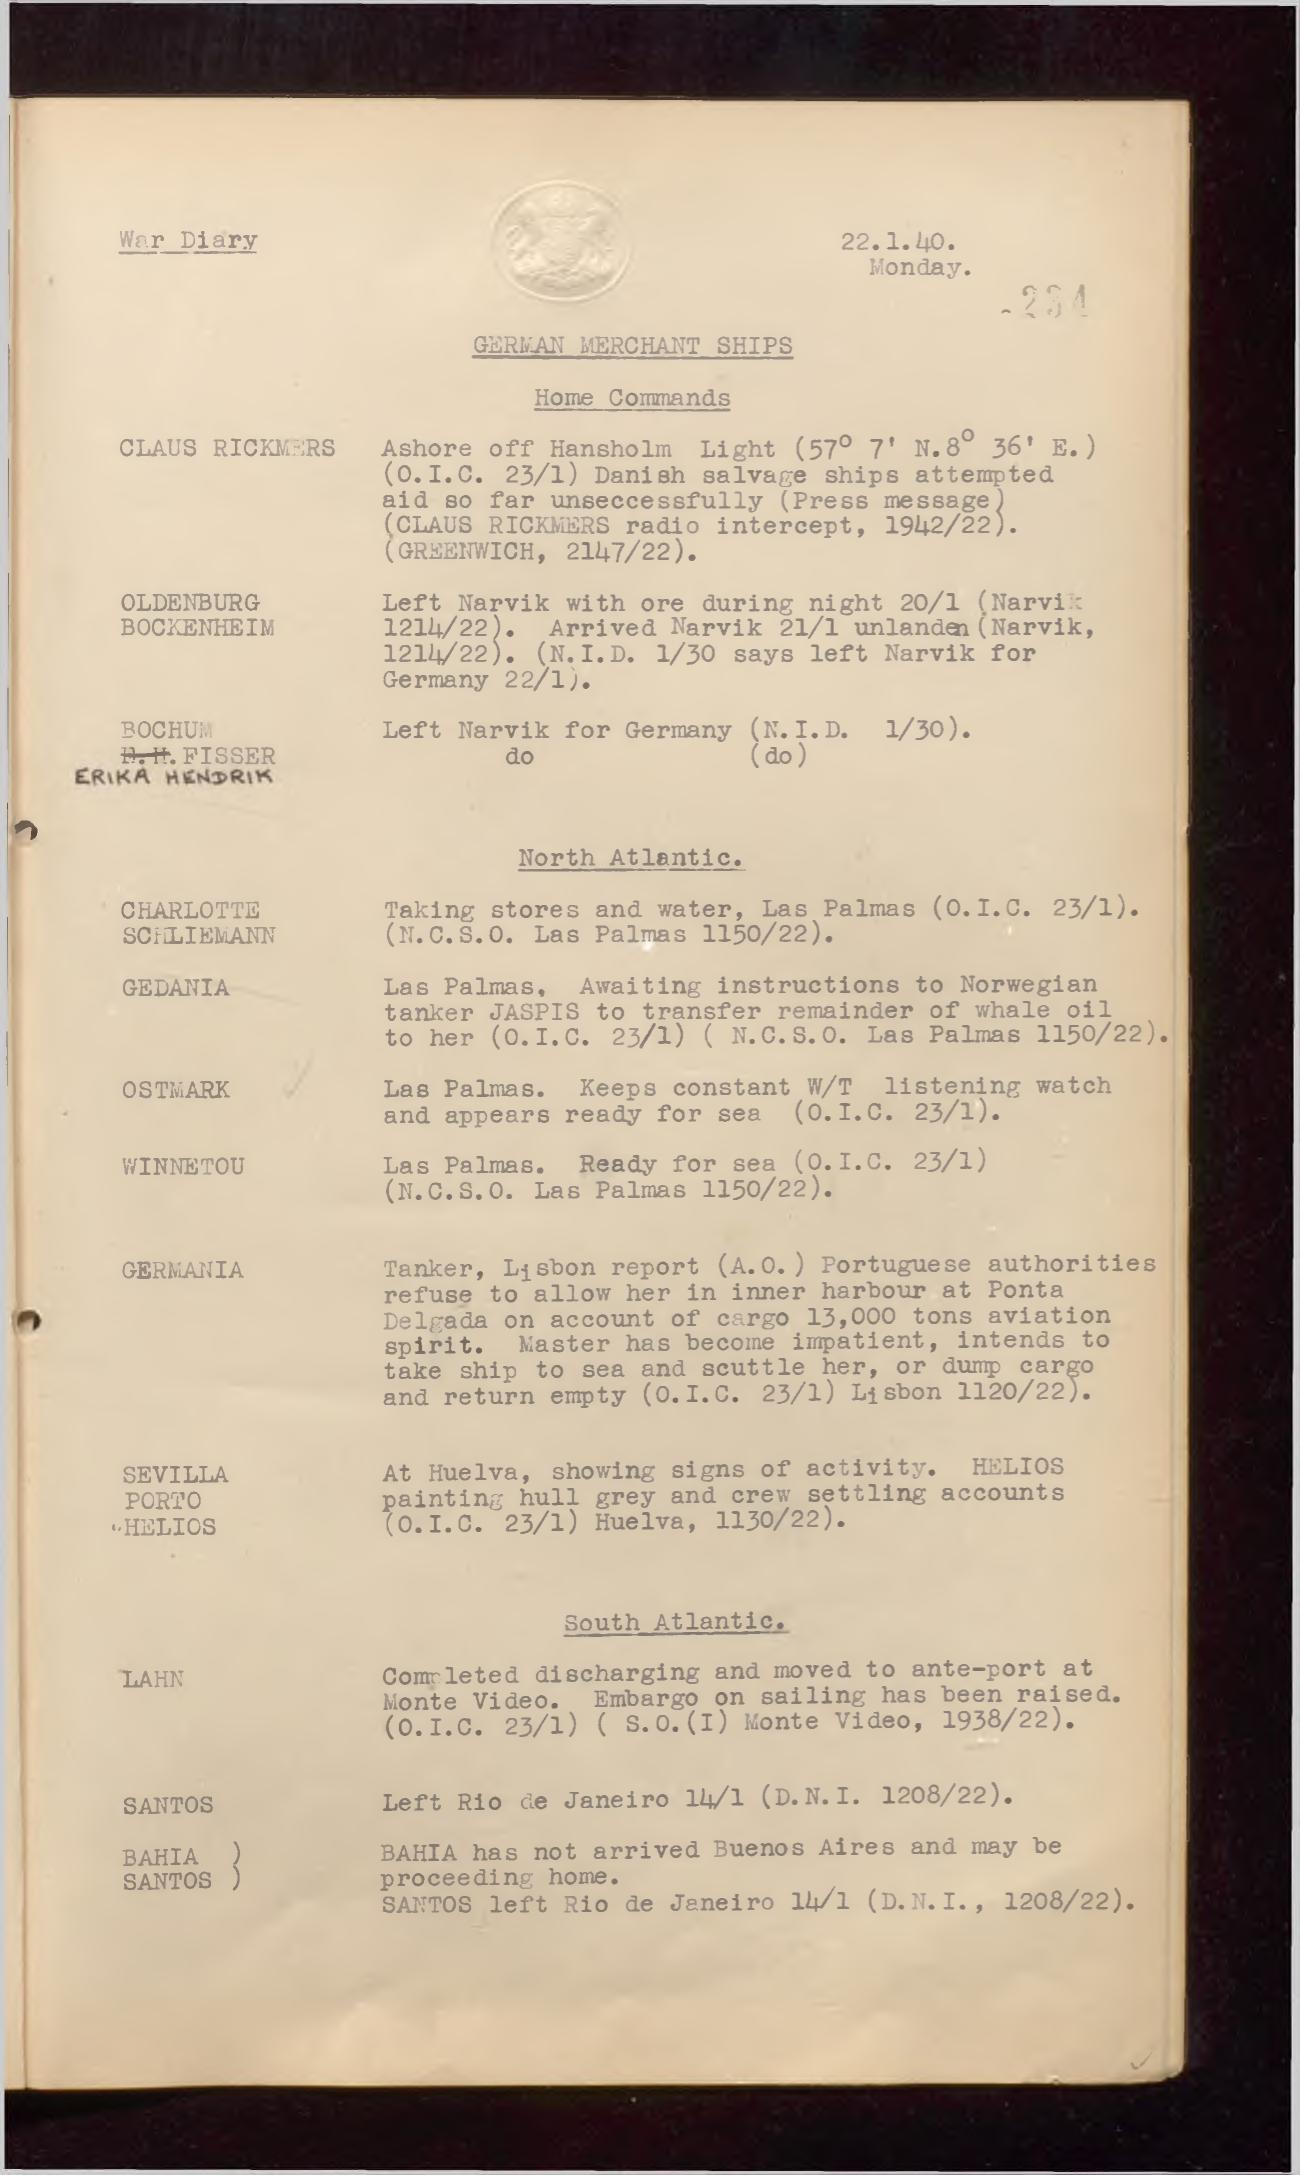 War Diary
22.1.40.
Monday.
234
GERMAN MERCHANT SHIPS
Home Commands
CLAUS RICKMERS Ashore off Hansholm Light (57° 7' N.8° 36' E.)
(O.I.C. 23/1) Danish salvage ships attempted
aid so far unseccessfully (Press message)
(CLAUS RICKMERS radio intercept, 1942/22).
(GREENWICH, 2147/22).
OLDENBURG Left Narvik with ore during night 20/1 (Narvik
BOCKENHEIM 1214/22). Arrived Narvik 21/1 unlanden (Narvik,
1214/22). (N.I.D. 1/30 says left Narvik for
Germany 22/1).
BOCHUM Left Narvik for Germany (N.I.D. 1/30).
FISSER do (do)
ERIKA HENDRIK
North Atlantic.
CHARLOTTE Taking stores and water, Las Palmas (O.I.C. 23/1).
SCHLIEMANN (N.C.S.O. Las Palmas 1150/22).
GEDANIA Las Palmas. Awaiting instructions to Norwegian
tanker JASPIS to transfer remainder of whale oil
to her (O.I.C. 23/1) ( N.C.S.O. Las Palmas 1150/22).
OSTMARK Las Palmas. Keeps constant W/T listening watch
and appears ready for sea (O.I.C. 23/1).
WINNETOU Las Palmas. Ready for sea (O.I.C. 23/1)
(N.C.S.O. Las Palmas 1150/22).
GERMANIA Tanker, Lisbon report (A.O.) Portuguese authorities
refuse to allow her in inner harbour at Ponta
Delgada on account of cargo 13,000 tons aviation
spirit. Master has become impatient, intends to
take ship to sea and scuttle her, or dump cargo
and return empty (O.I.C. 23/1) Lisbon 1120/22).
SEVILLA At Huelva, showing signs of activity. HELIOS
PORTO painting hull grey and crew settling accounts
HELIOS (O.I.C. 23/1) Huelva, 1130/22).
South Atlantic.
LAHN Completed discharging and moved to ante-port at
Monte Video. Embargo on sailing has been raised.
(O.I.C. 23/1) ( S.O.(I) Monte Video, 1938/22).
SANTOS Left Rio de Janeiro 14/1 (D.N.I. 1208/22).
BAHIA ) BAHIA has not arrived Buenos Aires and may be
SANTOS ) proceeding home.
SANTOS left Rio de Janeiro 14/1 (D.N.I., 1208/22).